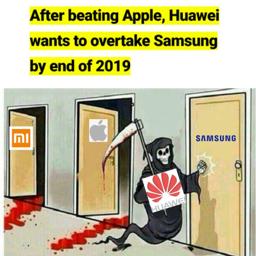 After beating Apple, Huawei
wants to overtake Samsung
by end of 2019
mi
SAMSUNG
HUAWEI